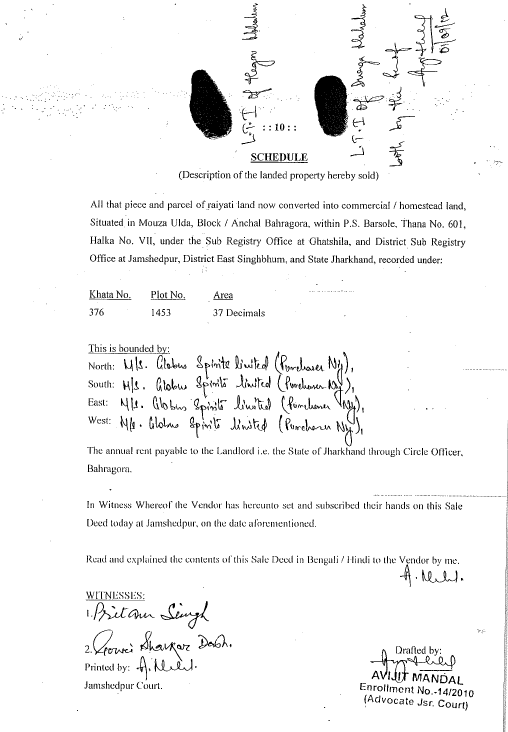 L.T.I of
L.T.I of
both by the
01/09/12
: : 10 : :
SCHEDULE
(Description of the landed property hereby sold)
All that piece and parcel of raiyati land now converted into commercial / homestead land,
Situated in Mouza Ulda, Block / Anchal Bahragora, within P.S. Barsole, Thana No. 601,
Halka No. VII, under the Sub Registry Office at Ghatshila, and District Sub Registry
Office at Jamshedpur, District East Singhbhum, and State Jharkhand, recorded under:
Khata No. Plot No. Area
376 1453 37 Decimals
This is bounded by:
North: M/s. Globus Spirits limited (Purchaser
South: M/s. Globus Spirits limited (Purchaser
East: M/s. Globus Spirits limited (Purchaser
West: M/s. Globus Spirits limited (Purchaser
The annual rent payable to the Landlord i.e. the State of Jharkhand through Circle Officer,
Bahragora.
In Witness Whereof the Vendor has hereunto set and subscribed their hands on this Sale
Deed today at Jamshedpur, on the date aforementioned.
Read and explained the contents of this Sale Deed in Bengali / Hindi to the Vendor by me.
WITNESSES:
1. Singh
2. Shankar Dash.
Printed by:
Jamshedpur Court.
Drafted by:
AVIJIT MANDAL
Enrollment No.-14/2010
(Advocate Jsr. Court)